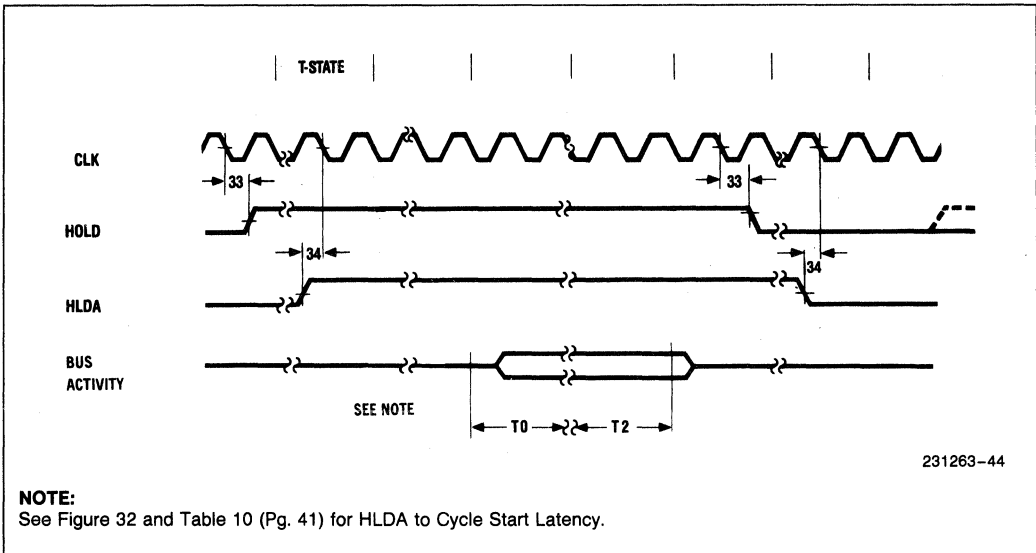 T-STATE
CLK
33
33
HOLD
34
34
HLDA
BUS
ACTIVITY
SEE NOTE
T0
T2
231263-44
NOTE:
See Figure 32 and Table 10 (Pg. 41) for HLDA to Cycle Start Latency.